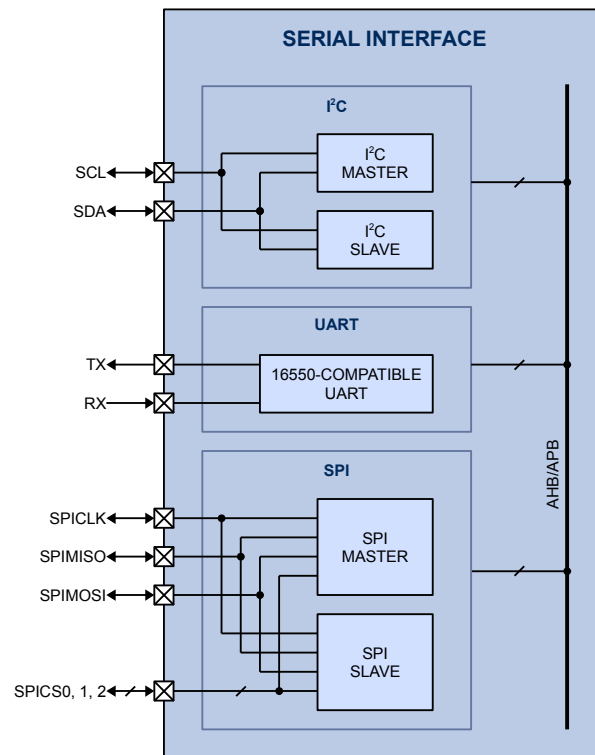 SERIAL INTERFACE
I²C
SCL
SDA
I²C
MASTER
I²C
SLAVE
UART
TX
RX
16550-COMPATIBLE
UART
AHB/APB
SPI
SPICLK
SPIMISO
SPIMOSI
SPICS0, 1, 2
SPI
MASTER
SPI
SLAVE